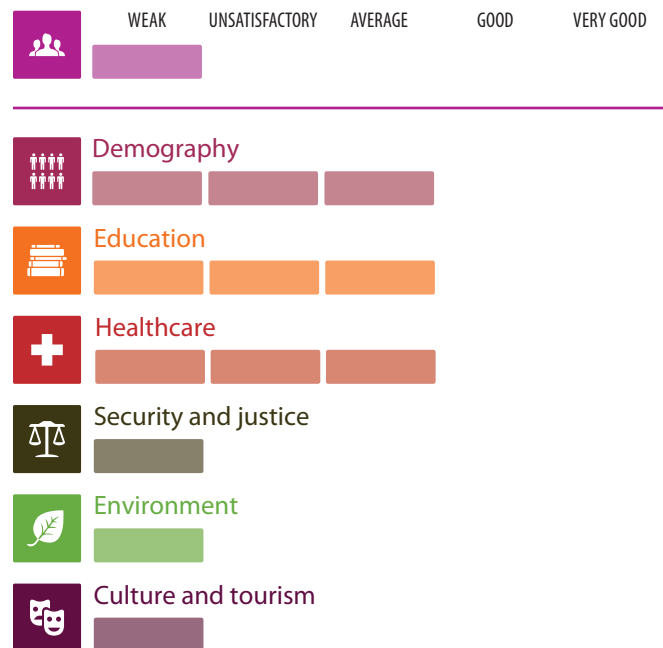 WEAK UNSATISFACTORY AVERAGE GOOD VERY GOOD
Demography
Education
Healthcare
Security and justice
Environment
Culture and tourism